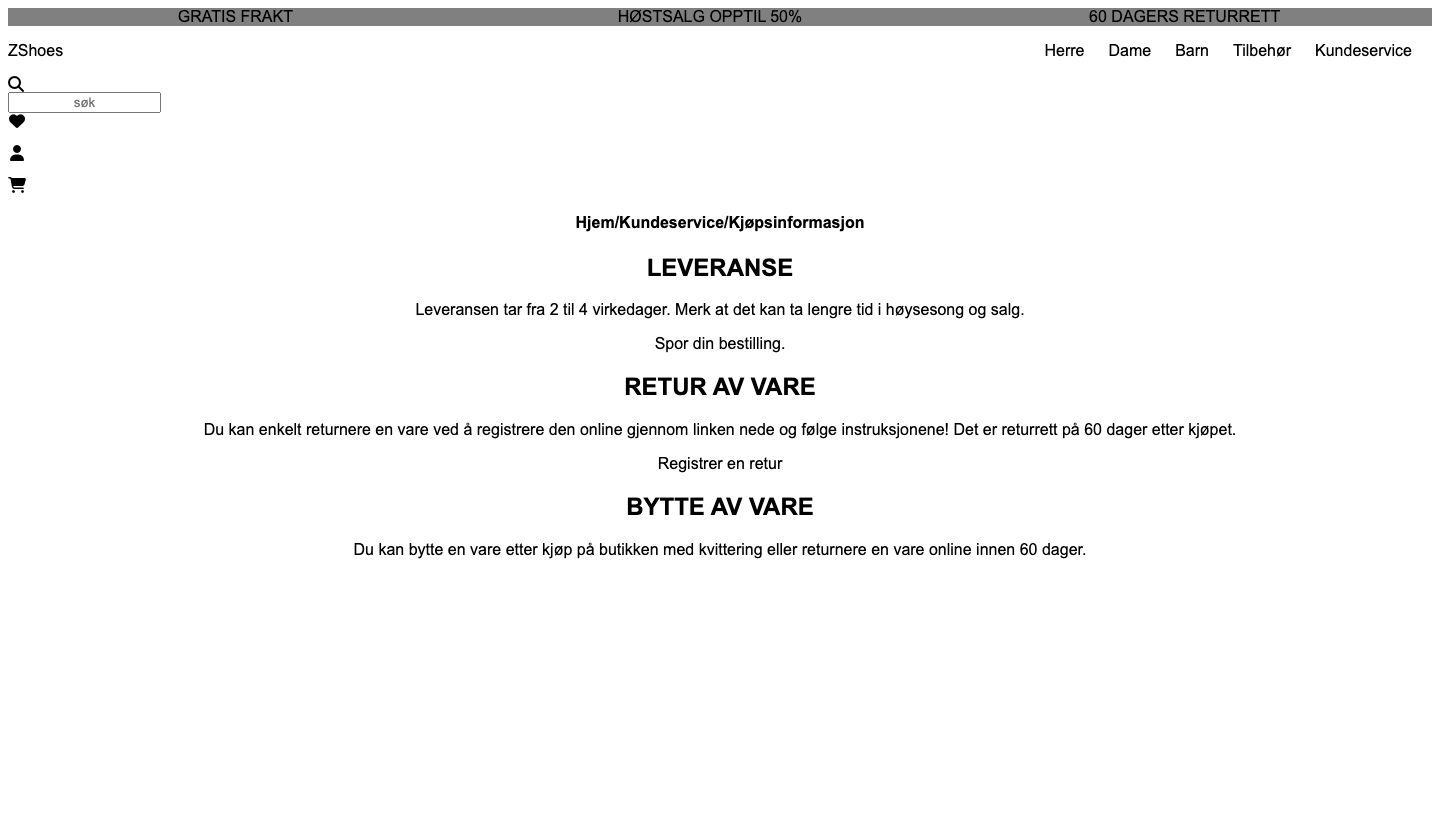 GRATIS FRAKT HØSTSALG OPPTIL 50% 60 DAGERS RETURRETT
ZShoes Herre Dame Barn Tilbehør Kundeservice
søk
Hjem/Kundeservice/Kjøpsinformasjon
LEVERANSE
Leveransen tar fra 2 til 4 virkedager. Merk at det kan ta lengre tid i høysesong og salg.
Spor din bestilling.
RETUR AV VARE
Du kan enkelt returnere en vare ved å registrere den online gjennom linken nede og følge instruksjonene! Det er returrett på 60 dager etter kjøpet.
Registrer en retur
BYTTE AV VARE
Du kan bytte en vare etter kjøp på butikken med kvittering eller returnere en vare online innen 60 dager.